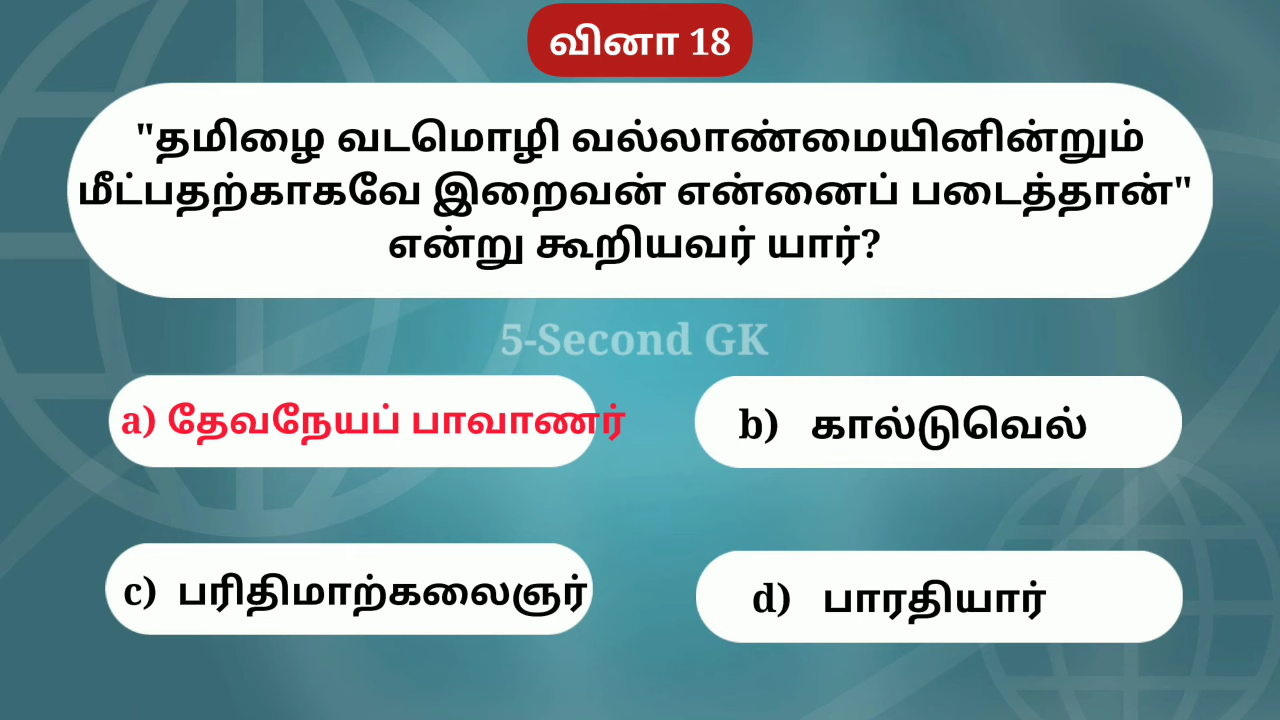 வினா 18
"தமிழை வடமொழி வல்லாண்மையினின்றும்
மீட்பதற்காகவே இறைவன் என்னைப் படைத்தான்"
என்று கூறியவர் யார்?
5-Second GK
a) தேவநேயப் பாவாணர்
b) கால்டுவெல்
c) பரிதிமாற்கலைஞர்
d) பாரதியார்